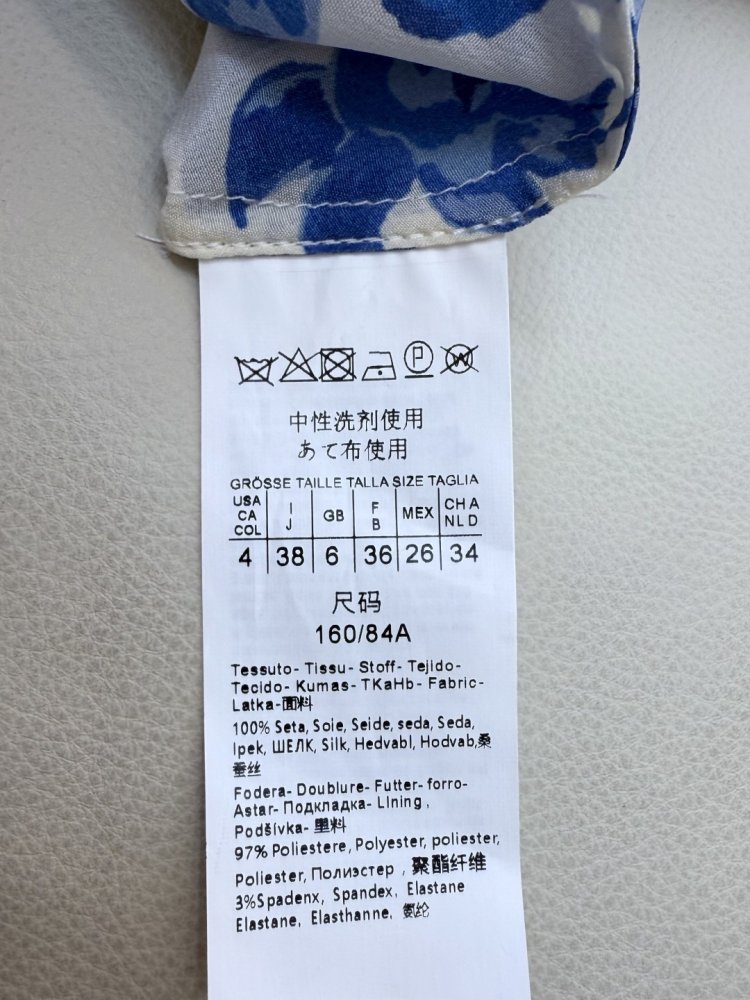 P W
中性洗剂使用
あて布使用
GRÖSSE TAILLE TALLA SIZE TAGLIA
USA CA COL I J GB F B MEX CH A NL D
4 38 6 36 26 34
尺码
160/84A
Tessuto- Tissu- Stoff- Tejido-
Tecido- Kumas- TKaHb- Fabric-
Latka-面料
100% Seta, Soie, Seide, seda, Seda,
Ipek, ШЕЛК, Silk, Hedvabl, Hodvab,桑
蚕丝
Fodera- Doublure- Futter- forro-
Astar- Подкладка- LIning ,
Podšívka- 里料
97% Poliestere, Polyester, poliester,
Poliester, Полиэстер , 聚酯纤维
3%Spadenx, Spandex, Elastane
Elastane, Elasthanne, 氨纶